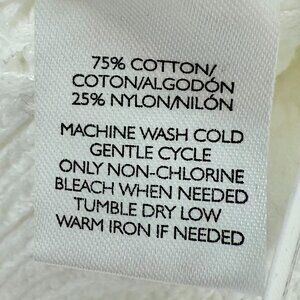 75% COTTON/
COTON/ALGODÓN
25% NYLON/NILÓN
MACHINE WASH COLD
GENTLE CYCLE
ONLY NON-CHLORINE
BLEACH WHEN NEEDED
TUMBLE DRY LOW
WARM IRON IF NEEDED